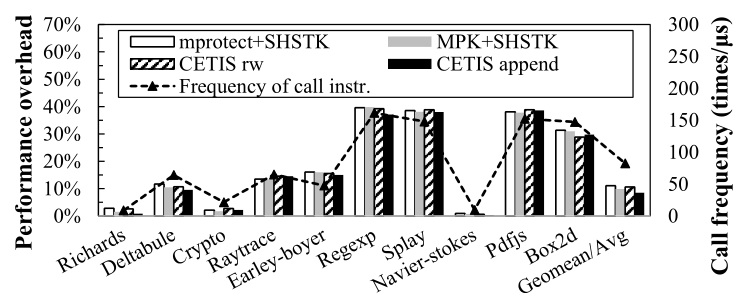 70%
60%
50%
40%
30%
20%
10%
0%
Performance overhead
mprotect+SHSTK
MPK+SHSTK
CETIS rw
CETIS append
Frequency of call instr.
300
250
200
150
100
50
0
Call frequency (times/μs)
Richards
Deltabule
Crypto
Raytrace
Earley-boyer
Regexp
Splay
Navier-stokes
Pdfjs
Box2d
Geomean/Avg